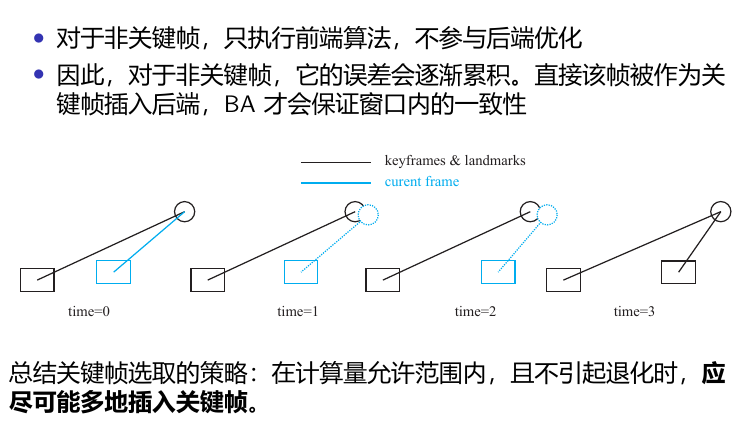 对于非关键帧，只执行前端算法，不参与后端优化
因此，对于非关键帧，它的误差会逐渐累积。直接该帧被作为关
键帧插入后端，BA 才会保证窗口内的一致性
keyframes & landmarks
curent frame
time=0
time=1
time=2
time=3
总结关键帧选取的策略：在计算量允许范围内，且不引起退化时，应
尽可能多地插入关键帧。